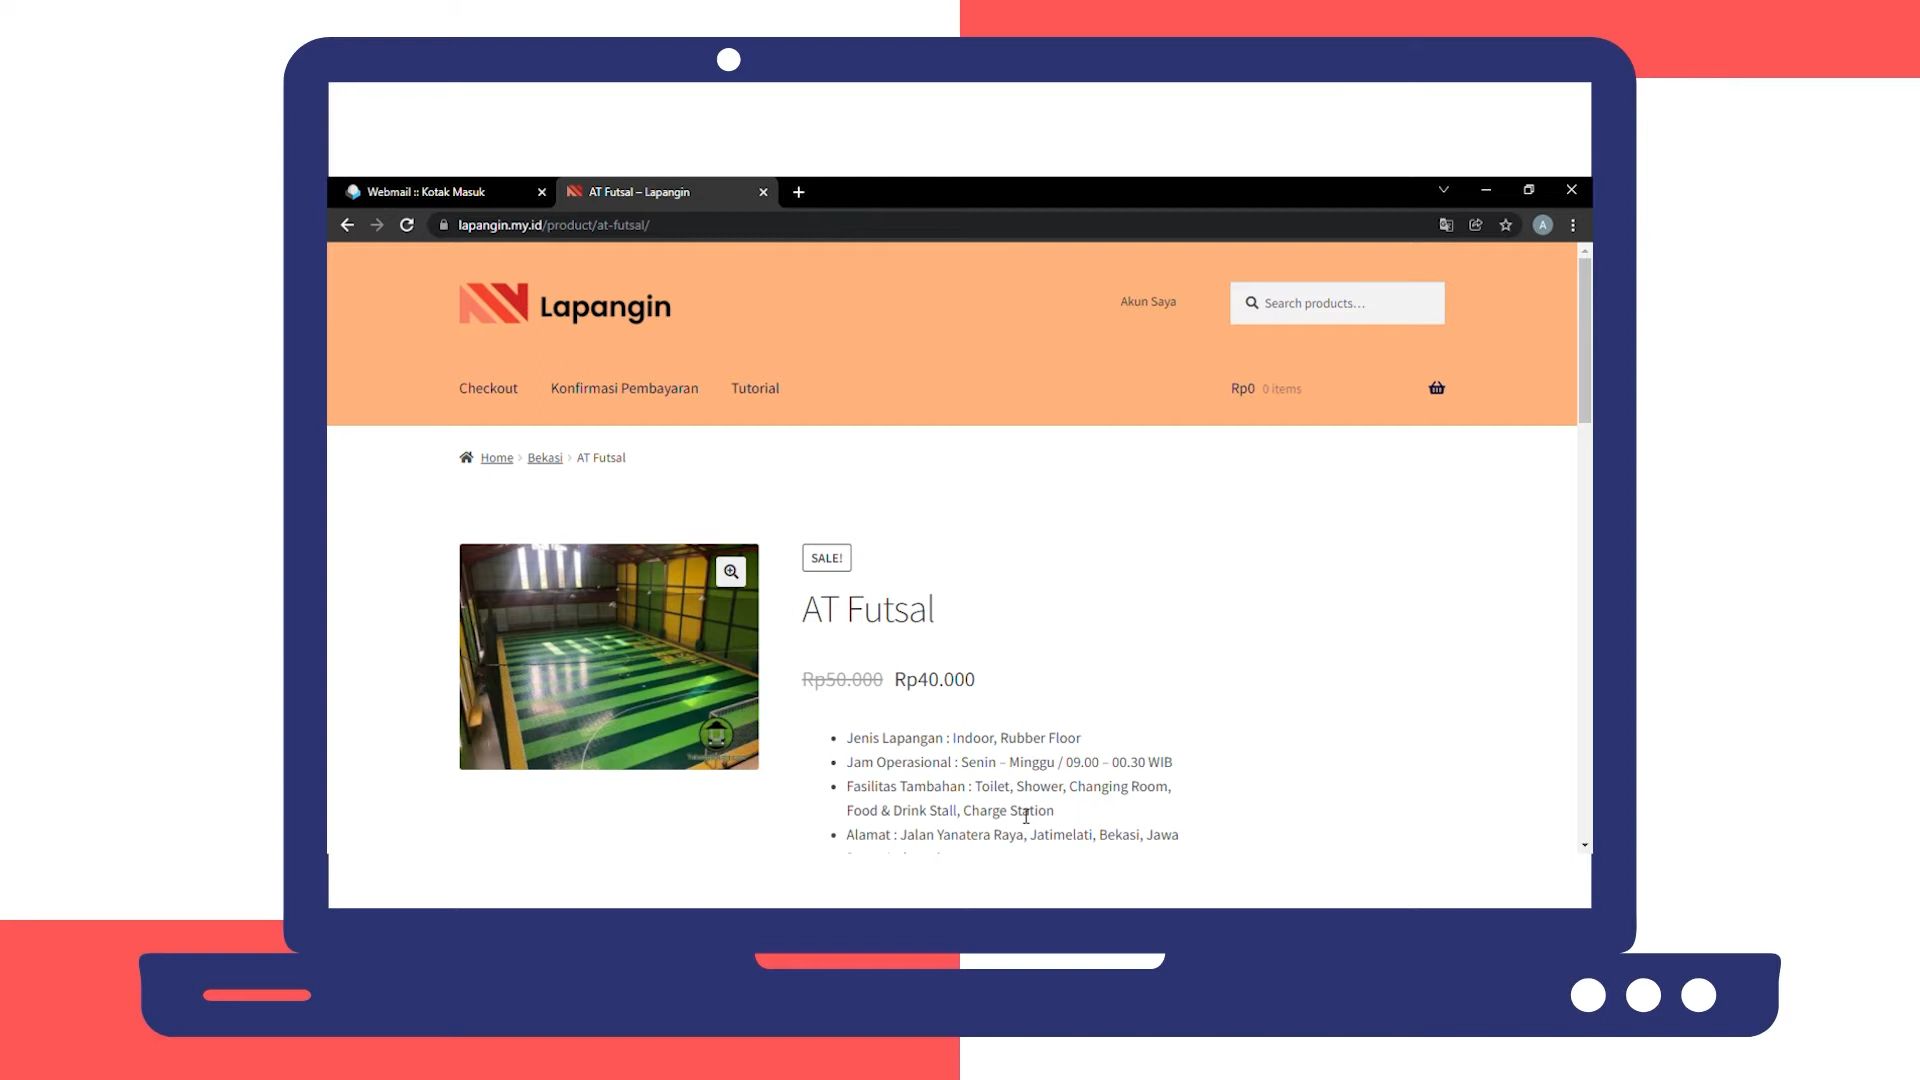 Webmail :: Kotak Masuk
AT Futsal – Lapangin
lapangin.my.id/product/at-futsal/
A
Lapangin
Akun Saya
Search products...
Checkout
Konfirmasi Pembayaran
Tutorial
Rp0 0 items
Home > Bekasi > AT Futsal
SALE!
AT Futsal
Rp50.000 Rp40.000
• Jenis Lapangan : Indoor, Rubber Floor
• Jam Operasional : Senin – Minggu / 09.00 – 00.30 WIB
• Fasilitas Tambahan : Toilet, Shower, Changing Room,
Food & Drink Stall, Charge Station
• Alamat : Jalan Yanatera Raya, Jatimelati, Bekasi, Jawa